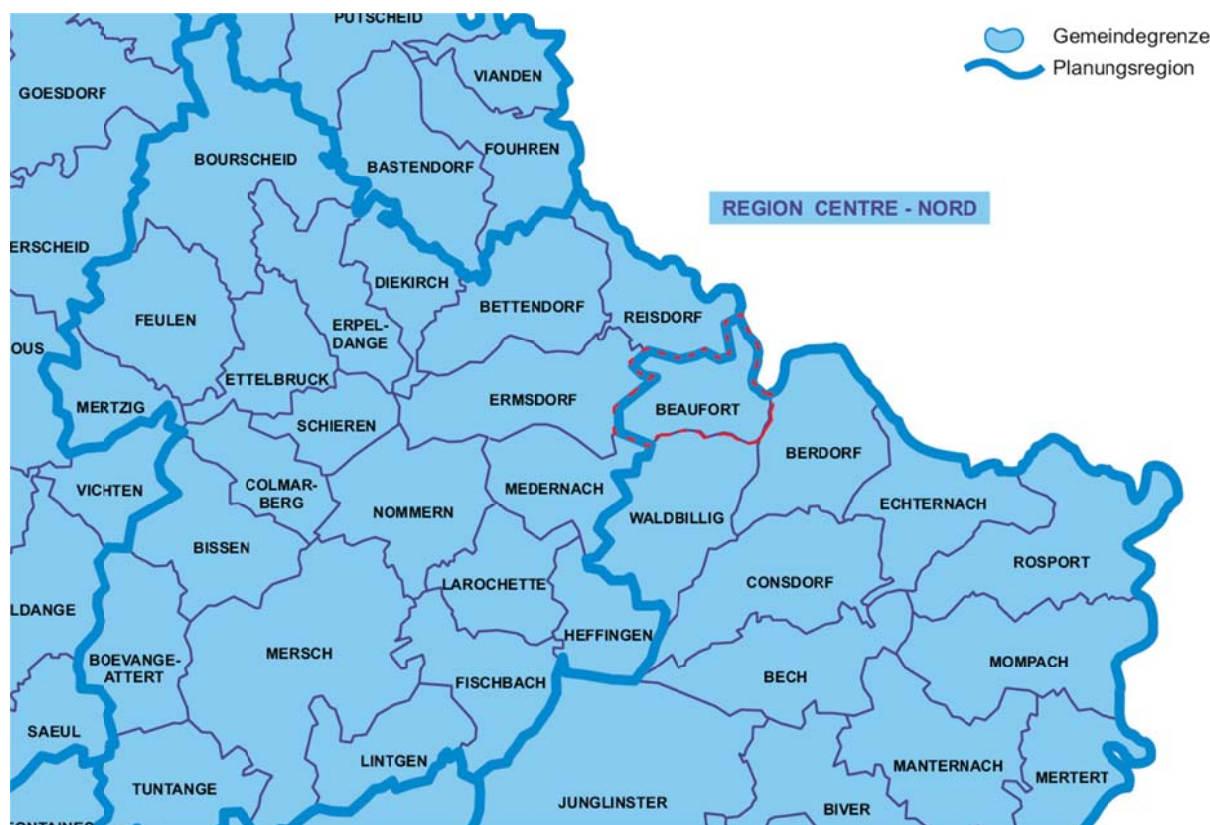 PUTSCHEID
Gemeindegrenze
VIANDEN
Planungsregion
GOESDORF
FOUHREN
BOURSCHEID
BASTENDORF
REGION CENTRE - NORD
ERSCHEID
DIEKIRCH
BETTENDORF
FEULEN
REISDORF
ERPEL-
DANGE
OUS
ETTELBRUCK
ERMSDORF
MERTZIG
BEAUFORT
SCHIEREN
BERDORF
VICHTEN
COLMAR-
BERG
MEDERNACH
ECHTERNACH
NOMMERN
WALDBILLIG
BISSEN
ROSPORT
LAROCHETTE
CONSDORF
LDANGE
HEFFINGEN
MERSCH
BOEVANGE-
ATTERT
MOMPACH
FISCHBACH
BECH
SAEUL
LINTGEN
MANTERNACH
MERTERT
TUNTANGE
JUNGLINSTER
BIVER
FONTAINES